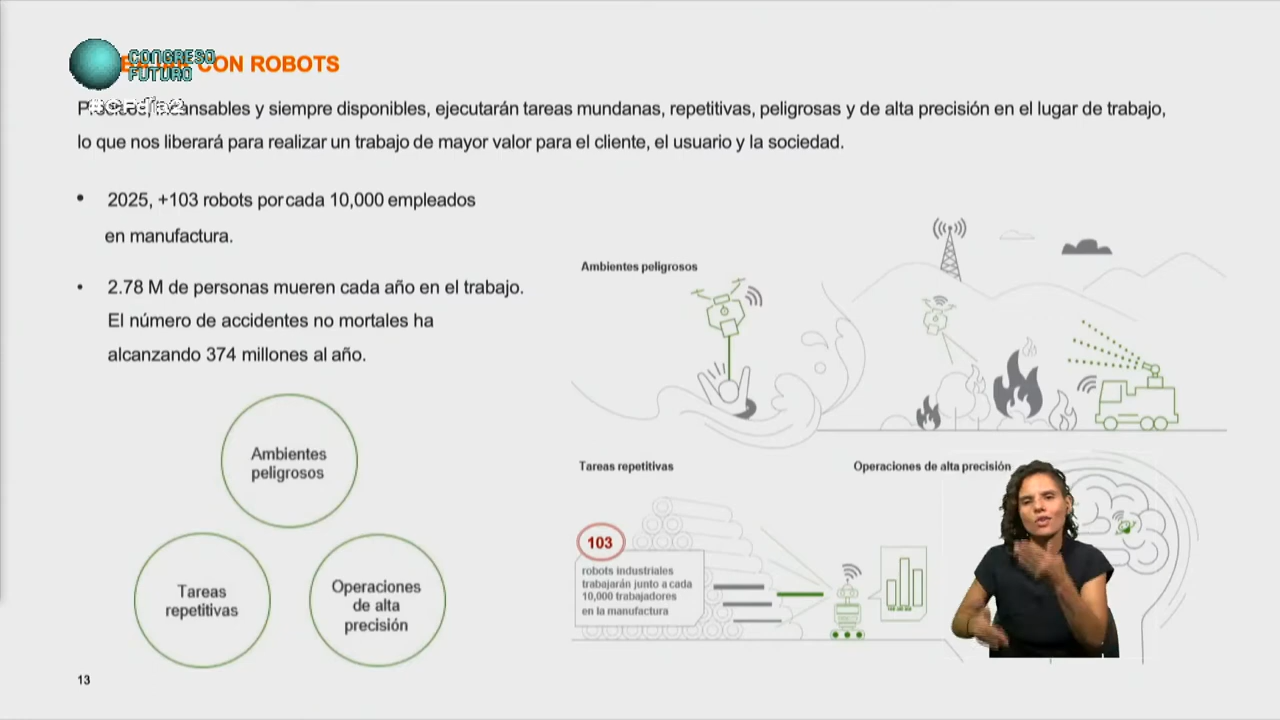 CONGRESO
FUTURO
CON ROBOTS
ansables y siempre disponibles, ejecutarán tareas mundanas, repetitivas, peligrosas y de alta precisión en el lugar de trabajo,
lo que nos liberará para realizar un trabajo de mayor valor para el cliente, el usuario y la sociedad.
• 2025, +103 robots por cada 10,000 empleados
en manufactura.
• 2.78 M de personas mueren cada año en el trabajo.
El número de accidentes no mortales ha
alcanzando 374 millones al año.
Ambientes
peligrosos
Tareas
repetitivas
Operaciones
de alta
precisión
Ambientes peligrosos
Tareas repetitivas
Operaciones de alta precisión
103
robots industriales
trabajarán junto a cada
10,000 trabajadores
en la manufactura
13